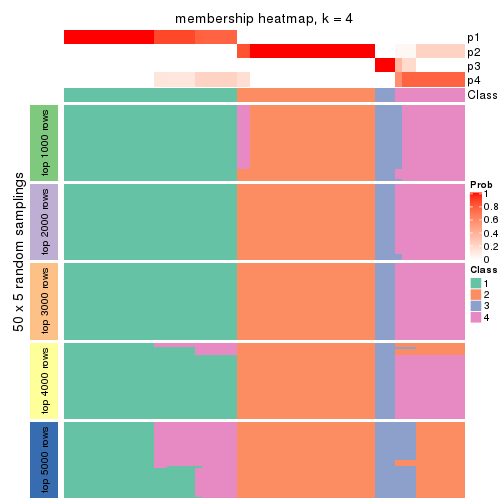 membership heatmap, k = 4
p1
p2
p3
p4
Class
50 x 5 random samplings
top 1000 rows
top 2000 rows
top 3000 rows
top 4000 rows
top 5000 rows
Prob
1
0.8
0.6
0.4
0.2
0
Class
1
2
3
4